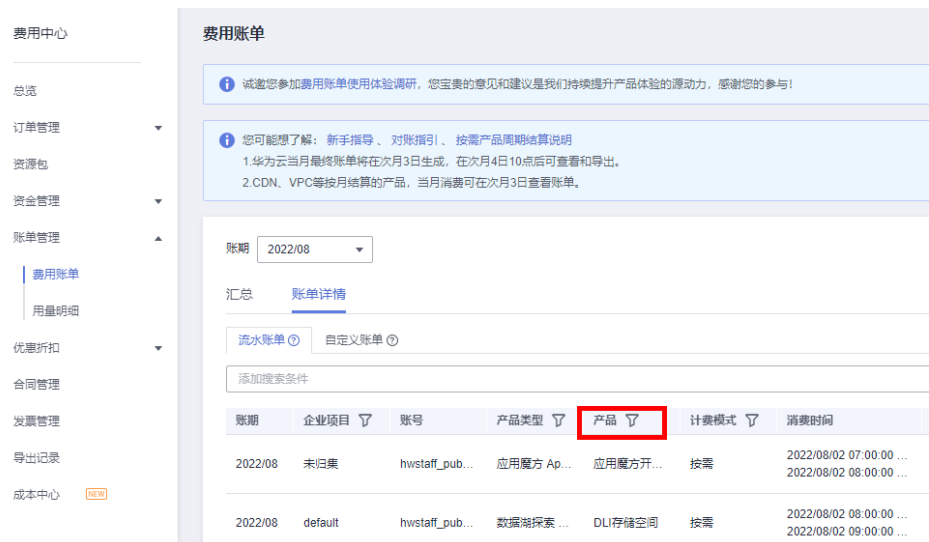 费用中心
总览
订单管理
资源包
资金管理
账单管理
费用账单
用量明细
优惠折扣
合同管理
发票管理
导出记录
成本中心 NEW
费用账单
诚邀您参加费用账单使用体验调研，您宝贵的意见和建议是我们持续提升产品体验的源动力，感谢您的参与！
您可能想了解： 新手指导 、 对账指引 、 按需产品周期结算说明
1.华为云当月最终账单将在次月3日生成，在次月4日10点后可查看和导出。
2.CDN、VPC等按月结算的产品，当月消费可在次月3日查看账单。
账期 2022/08
汇总 账单详情
流水账单 自定义账单
添加搜索条件
账期 企业项目 账号 产品类型 产品 计费模式 消费时间
2022/08 未归集 hwstaff_pub... 应用魔方 Ap... 应用魔方开... 按需 2022/08/02 07:00:00 ...
2022/08/02 08:00:00 ...
2022/08 default hwstaff_pub... 数据湖探索 ... DLI存储空间 按需 2022/08/02 08:00:00 ...
2022/08/02 09:00:00 ...